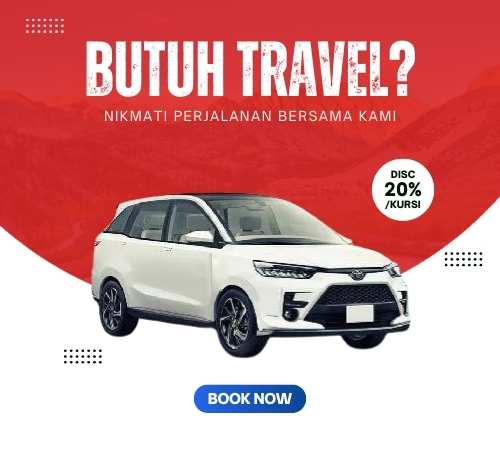 BUTUH TRAVEL?
NIKMATI PERJALANAN BERSAMA KAMI
DISC
20%
/KURSI
BOOK NOW